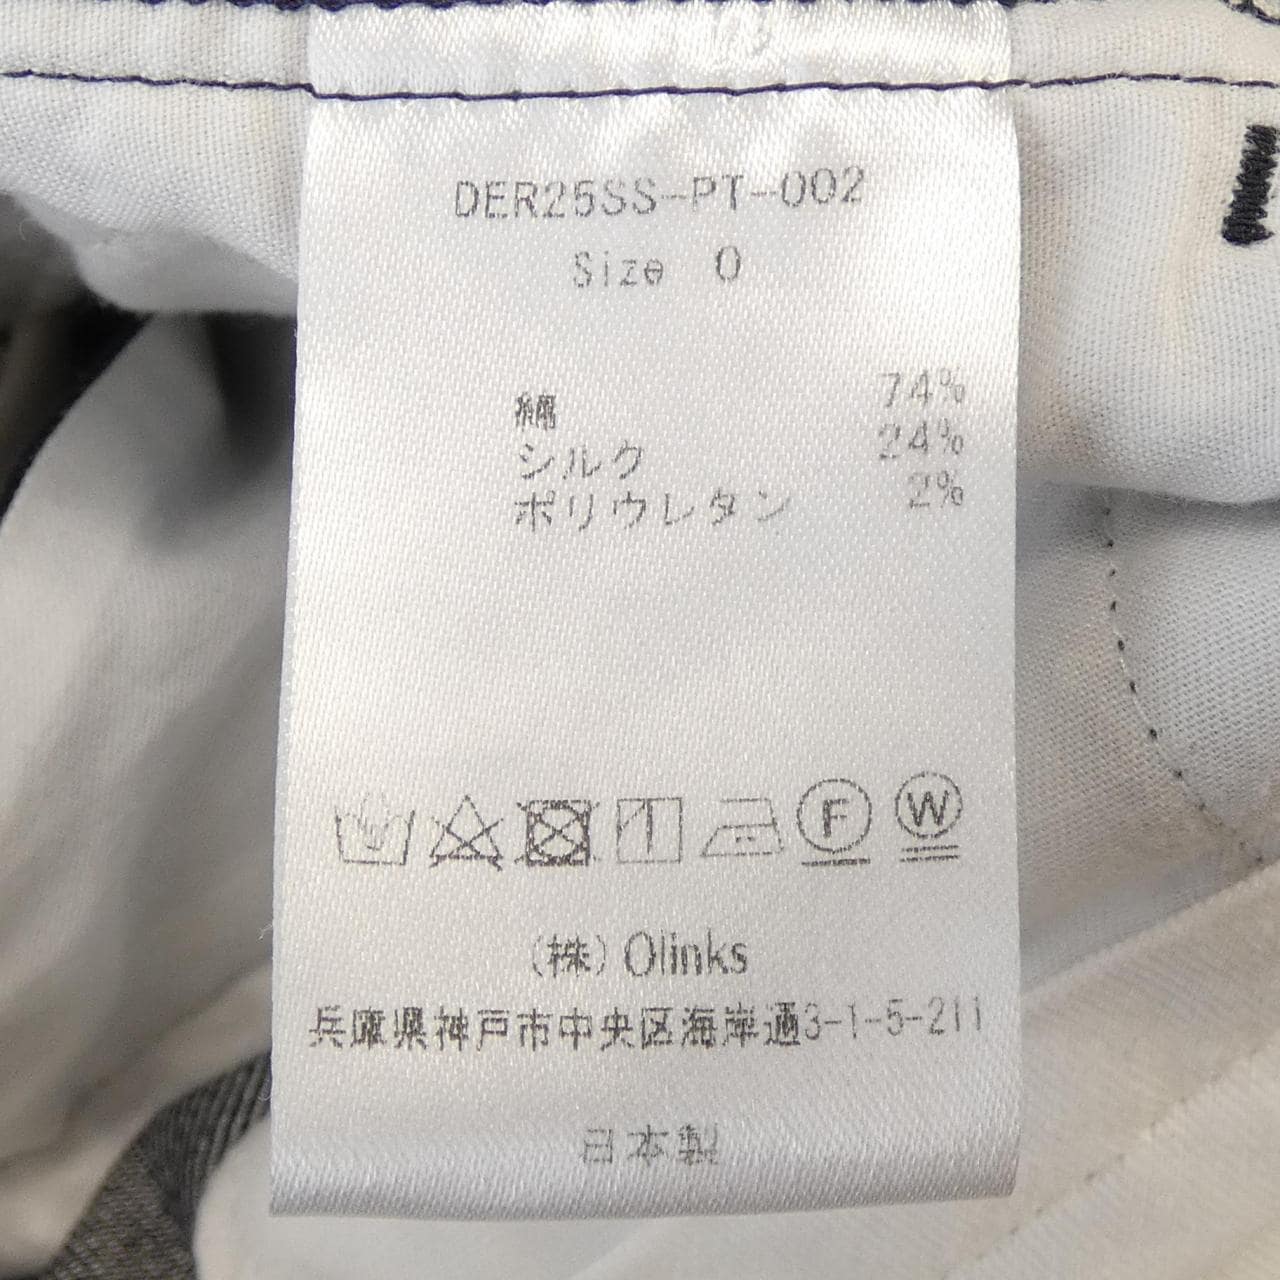 DER25SS-PT-002
Size 0
綿 74%
シルク 24%
ポリウレタン 2%
F W
(株) Olinks
兵庫県神戸市中央区海岸通3-1-5-211
日本製